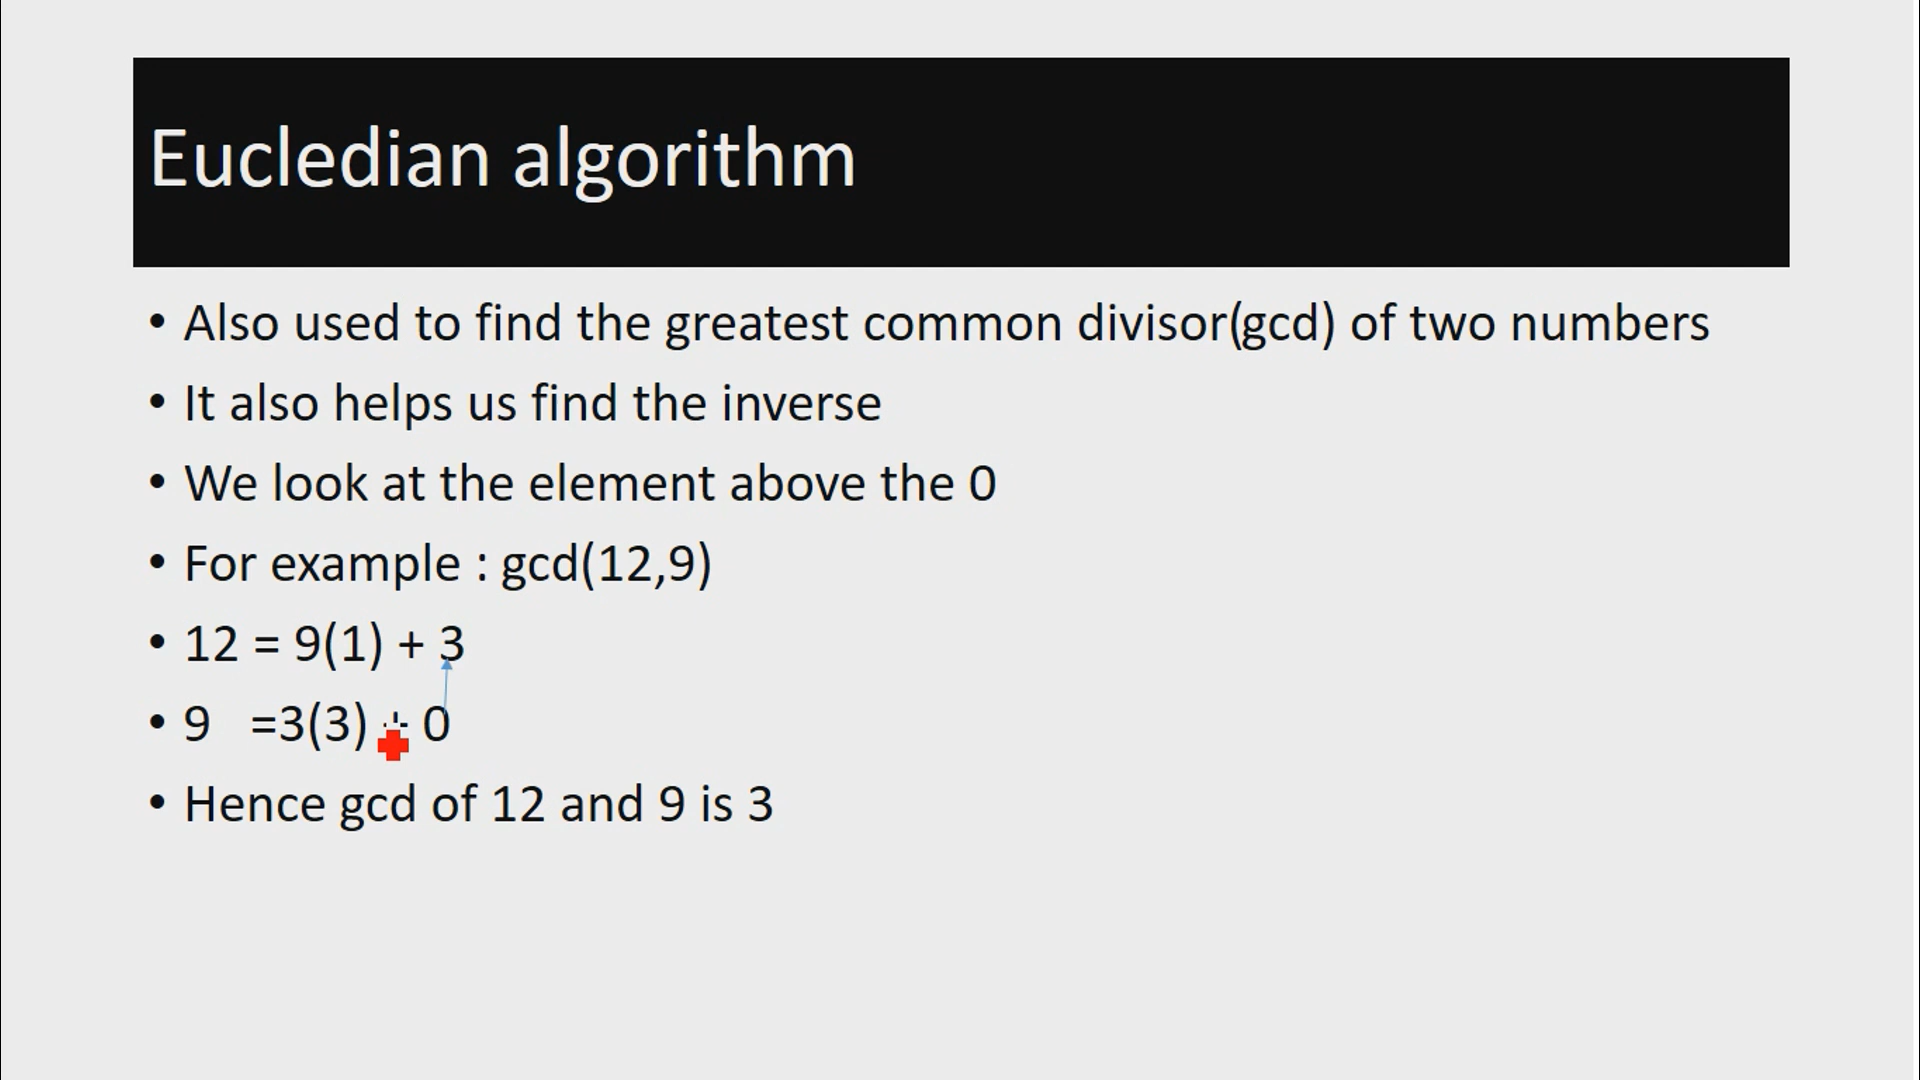 Eucledian algorithm
• Also used to find the greatest common divisor(gcd) of two numbers
• It also helps us find the inverse
• We look at the element above the 0
• For example : gcd(12,9)
• 12 = 9(1) + 3
• 9   =3(3) + 0
• Hence gcd of 12 and 9 is 3